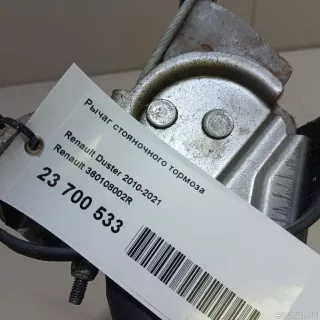 Рычаг стояночного тормоза
Renault Duster 2010-2021
Renault 360108002R
23 700 533